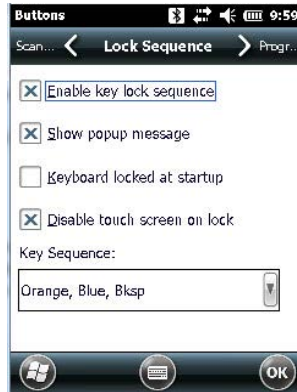 Buttons 9:59
Scan... Lock Sequence Progr...
Enable key lock sequence
Show popup message
Keyboard locked at startup
Disable touch screen on lock
Key Sequence:
Orange, Blue, Bksp
OK